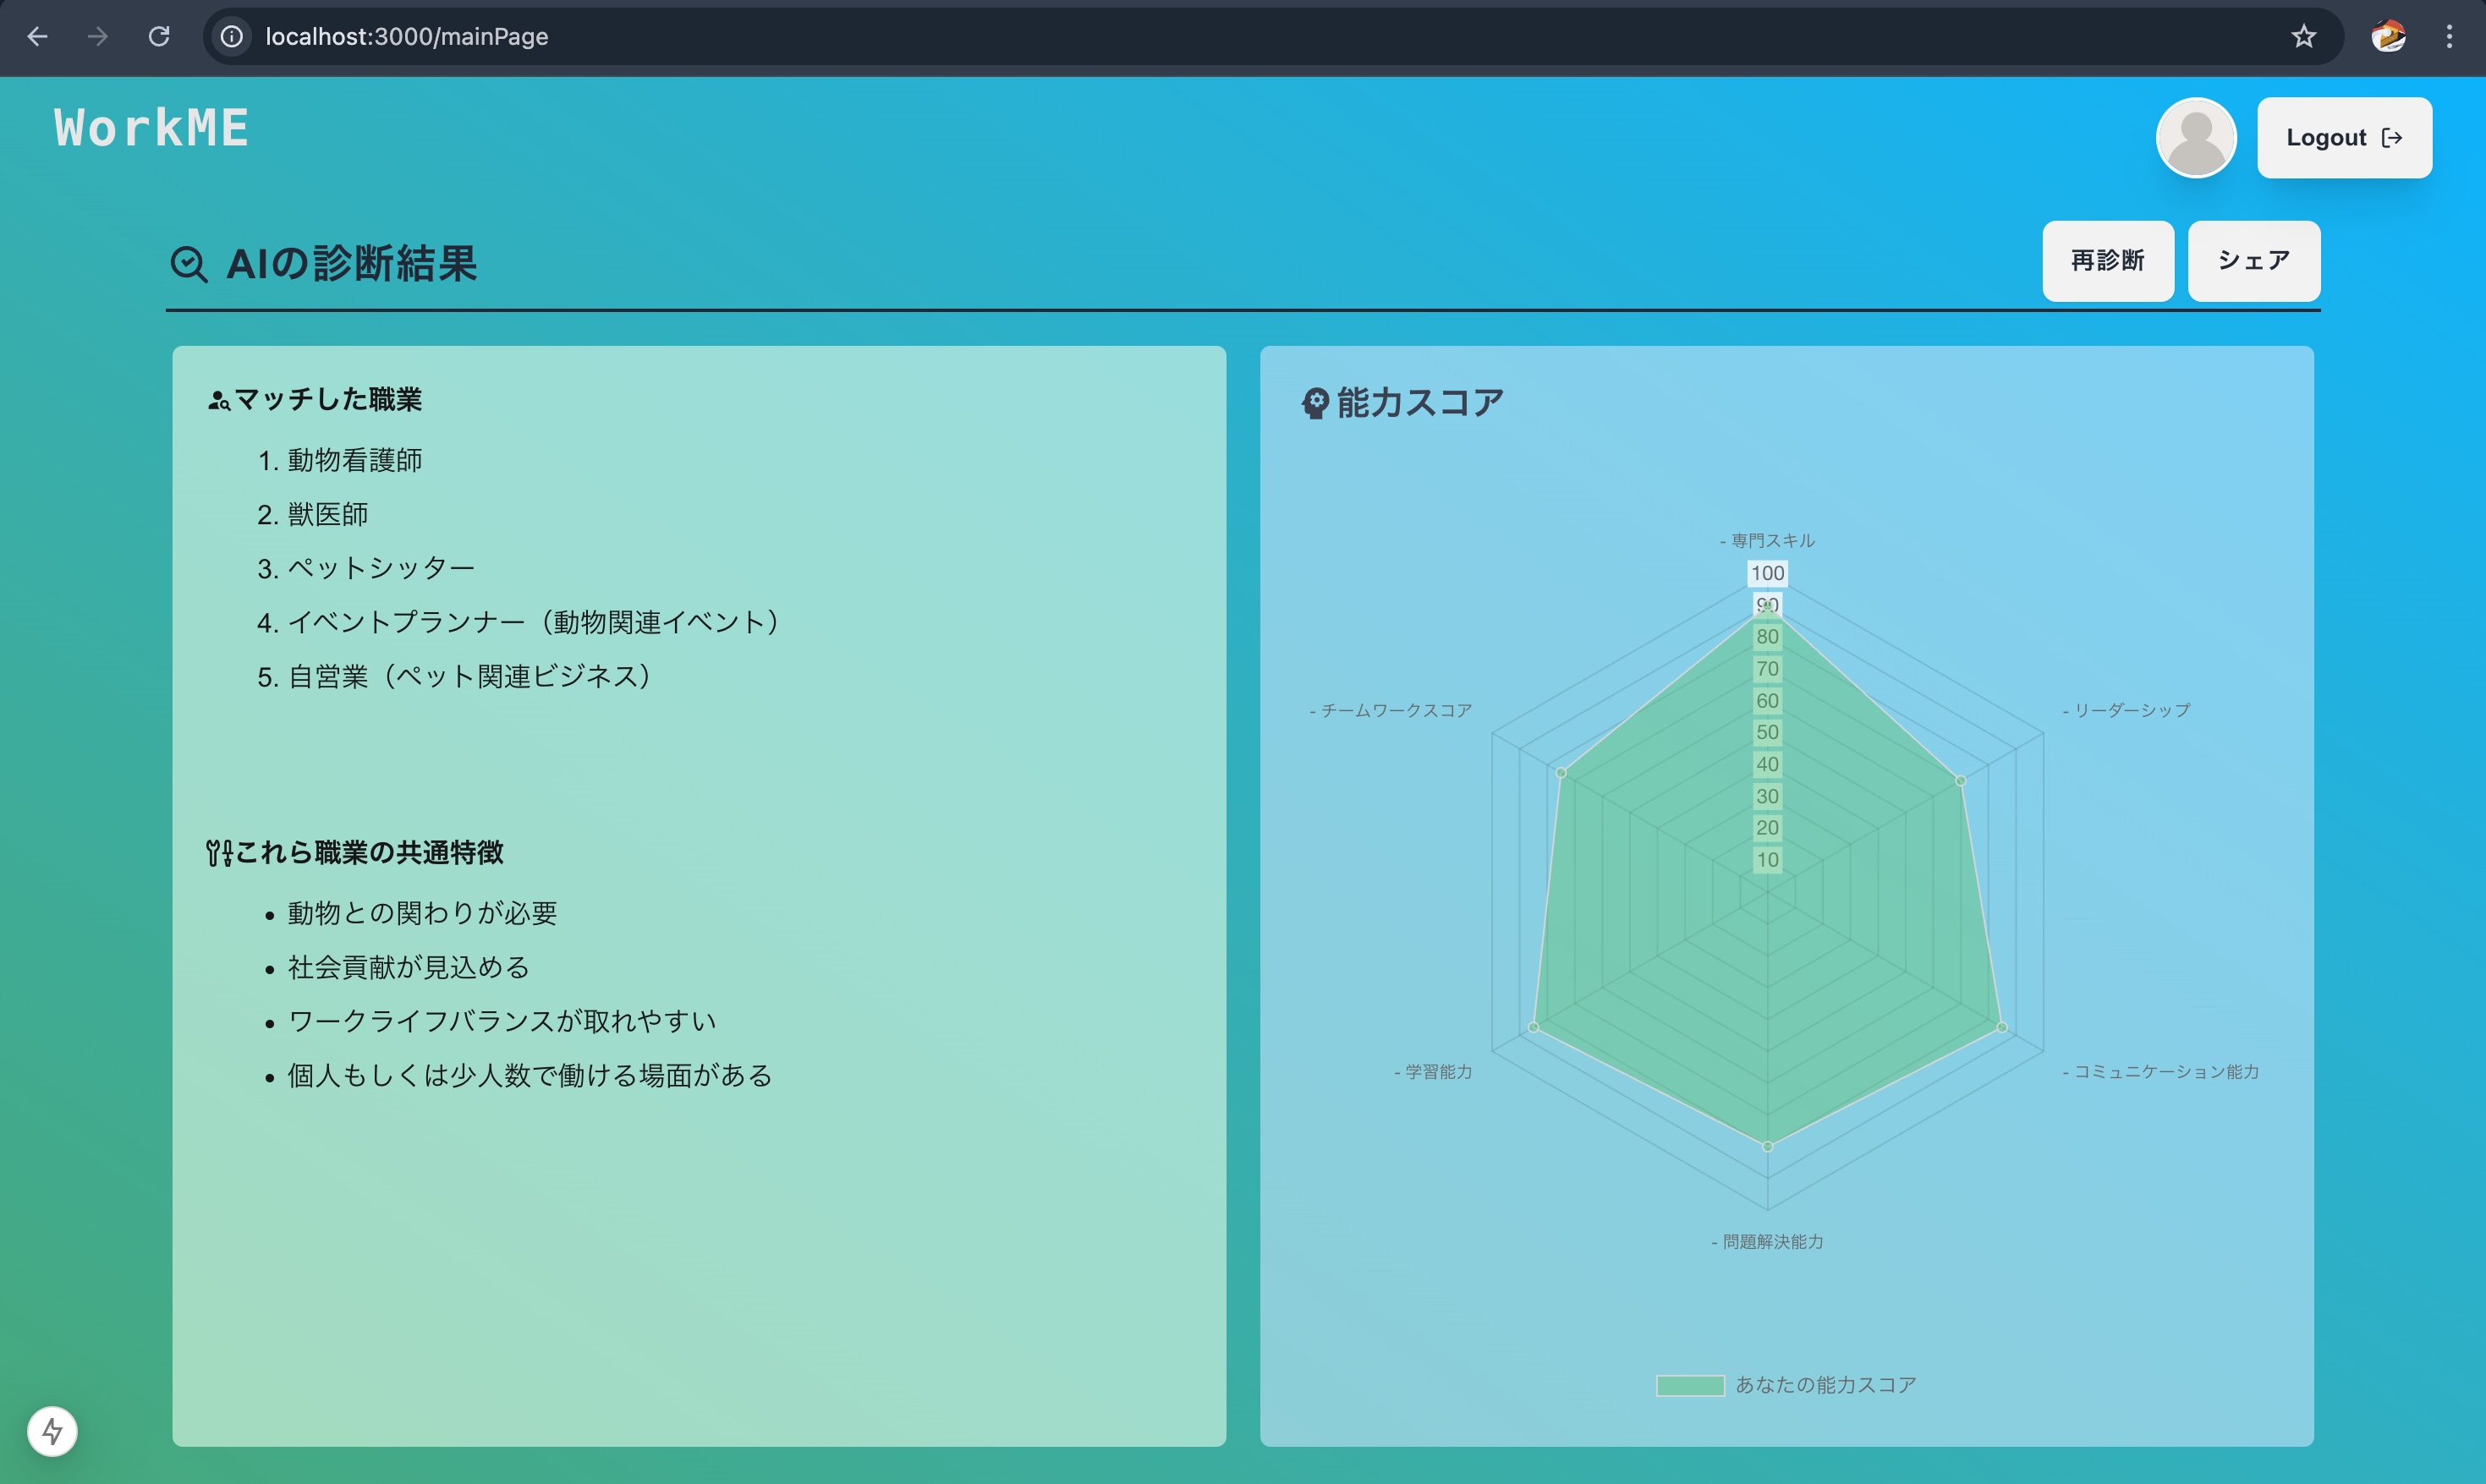 localhost:3000/mainPage
WorkME
Logout
AIの診断結果
再診断
シェア
マッチした職業
1. 動物看護師
2. 獣医師
3. ペットシッター
4. イベントプランナー（動物関連イベント）
5. 自営業（ペット関連ビジネス）
これら職業の共通特徴
• 動物との関わりが必要
• 社会貢献が見込める
• ワークライフバランスが取れやすい
• 個人もしくは少人数で働ける場面がある
能力スコア
- 専門スキル
100
90
80
70
60
50
40
30
20
10
- チームワークスコア
- リーダーシップ
- 学習能力
- コミュニケーション能力
- 問題解決能力
あなたの能力スコア